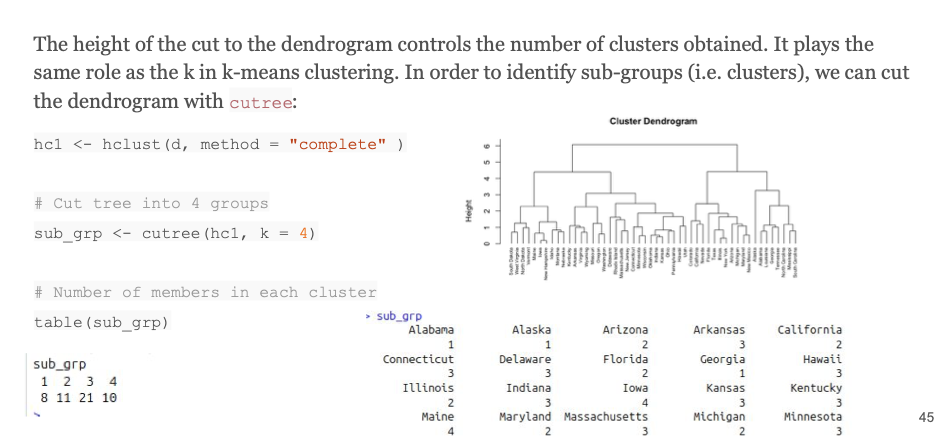 The height of the cut to the dendrogram controls the number of clusters obtained. It plays the
same role as the k in k-means clustering. In order to identify sub-groups (i.e. clusters), we can cut
the dendrogram with cutree:
hc1 <- hclust(d, method = "complete" )
# Cut tree into 4 groups
sub_grp <- cutree(hc1, k = 4)
# Number of members in each cluster
table(sub_grp)
sub_grp
1 2 3 4
8 11 21 10
Cluster Dendrogram
Height
0 1 2 3 4 5 6
> sub_grp
Alabama Alaska Arizona Arkansas California
1 1 2 3 2
Connecticut Delaware Florida Georgia Hawaii
3 3 2 1 3
Illinois Indiana Iowa Kansas Kentucky
2 3 4 3 3
Maine Maryland Massachusetts Michigan Minnesota
4 2 3 2 3
45